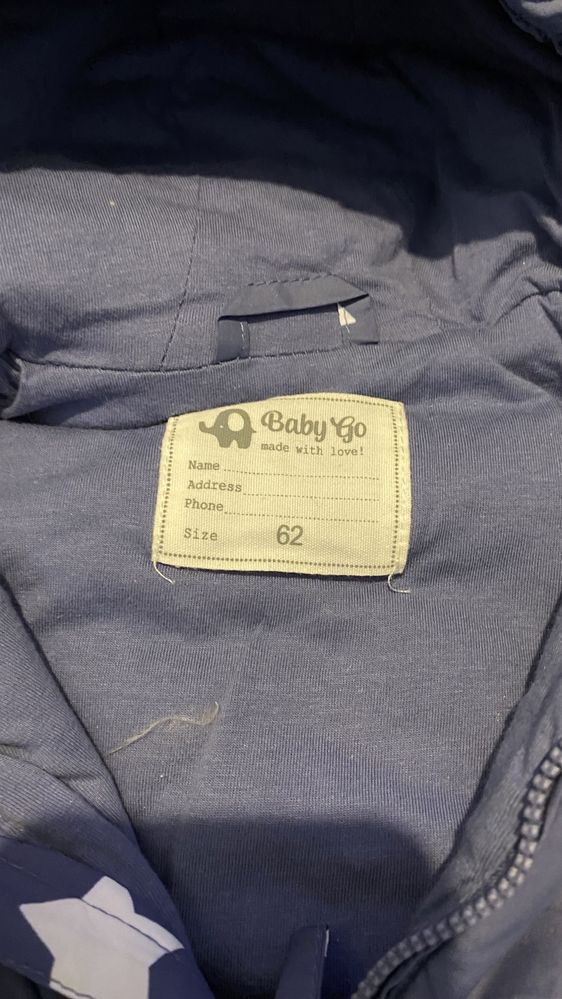 Baby Go
made with love!
Name
Address
Phone
Size 62